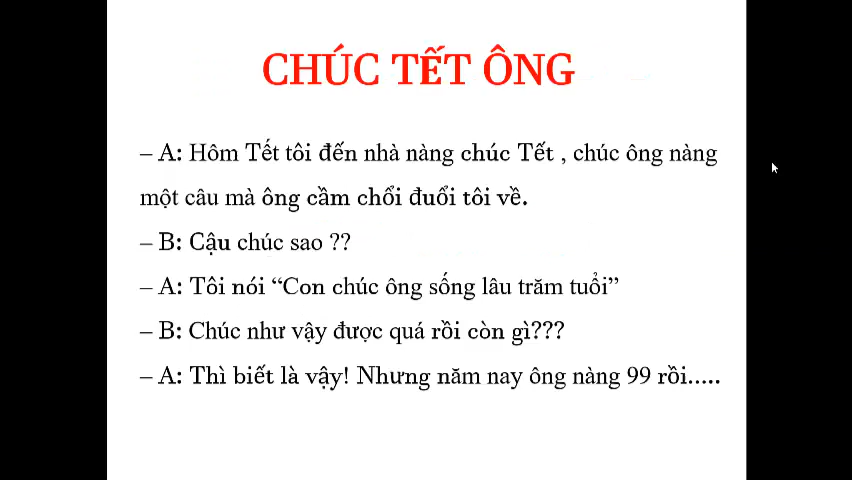 CHÚC TẾT ÔNG
– A: Hôm Tết tôi đến nhà nàng chúc Tết , chúc ông nàng
một câu mà ông cầm chổi đuổi tôi về.
– B: Cậu chúc sao ??
– A: Tôi nói “Con chúc ông sống lâu trăm tuổi”
– B: Chúc như vậy được quá rồi còn gì???
– A: Thì biết là vậy! Nhưng năm nay ông nàng 99 rồi.....